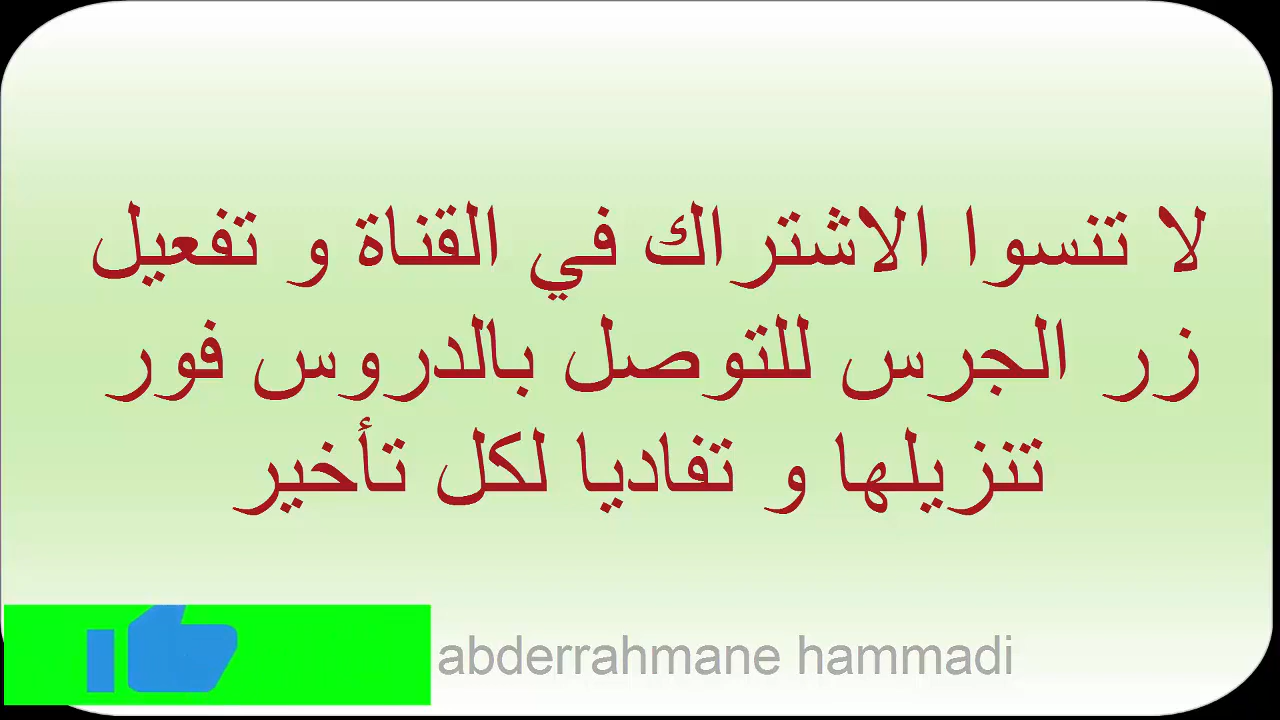 لا تنسوا الاشتراك في القناة و تفعيل
زر الجرس للتوصل بالدروس فور
تنزيلها و تفاديا لكل تأخير
abderrahmane hammadi